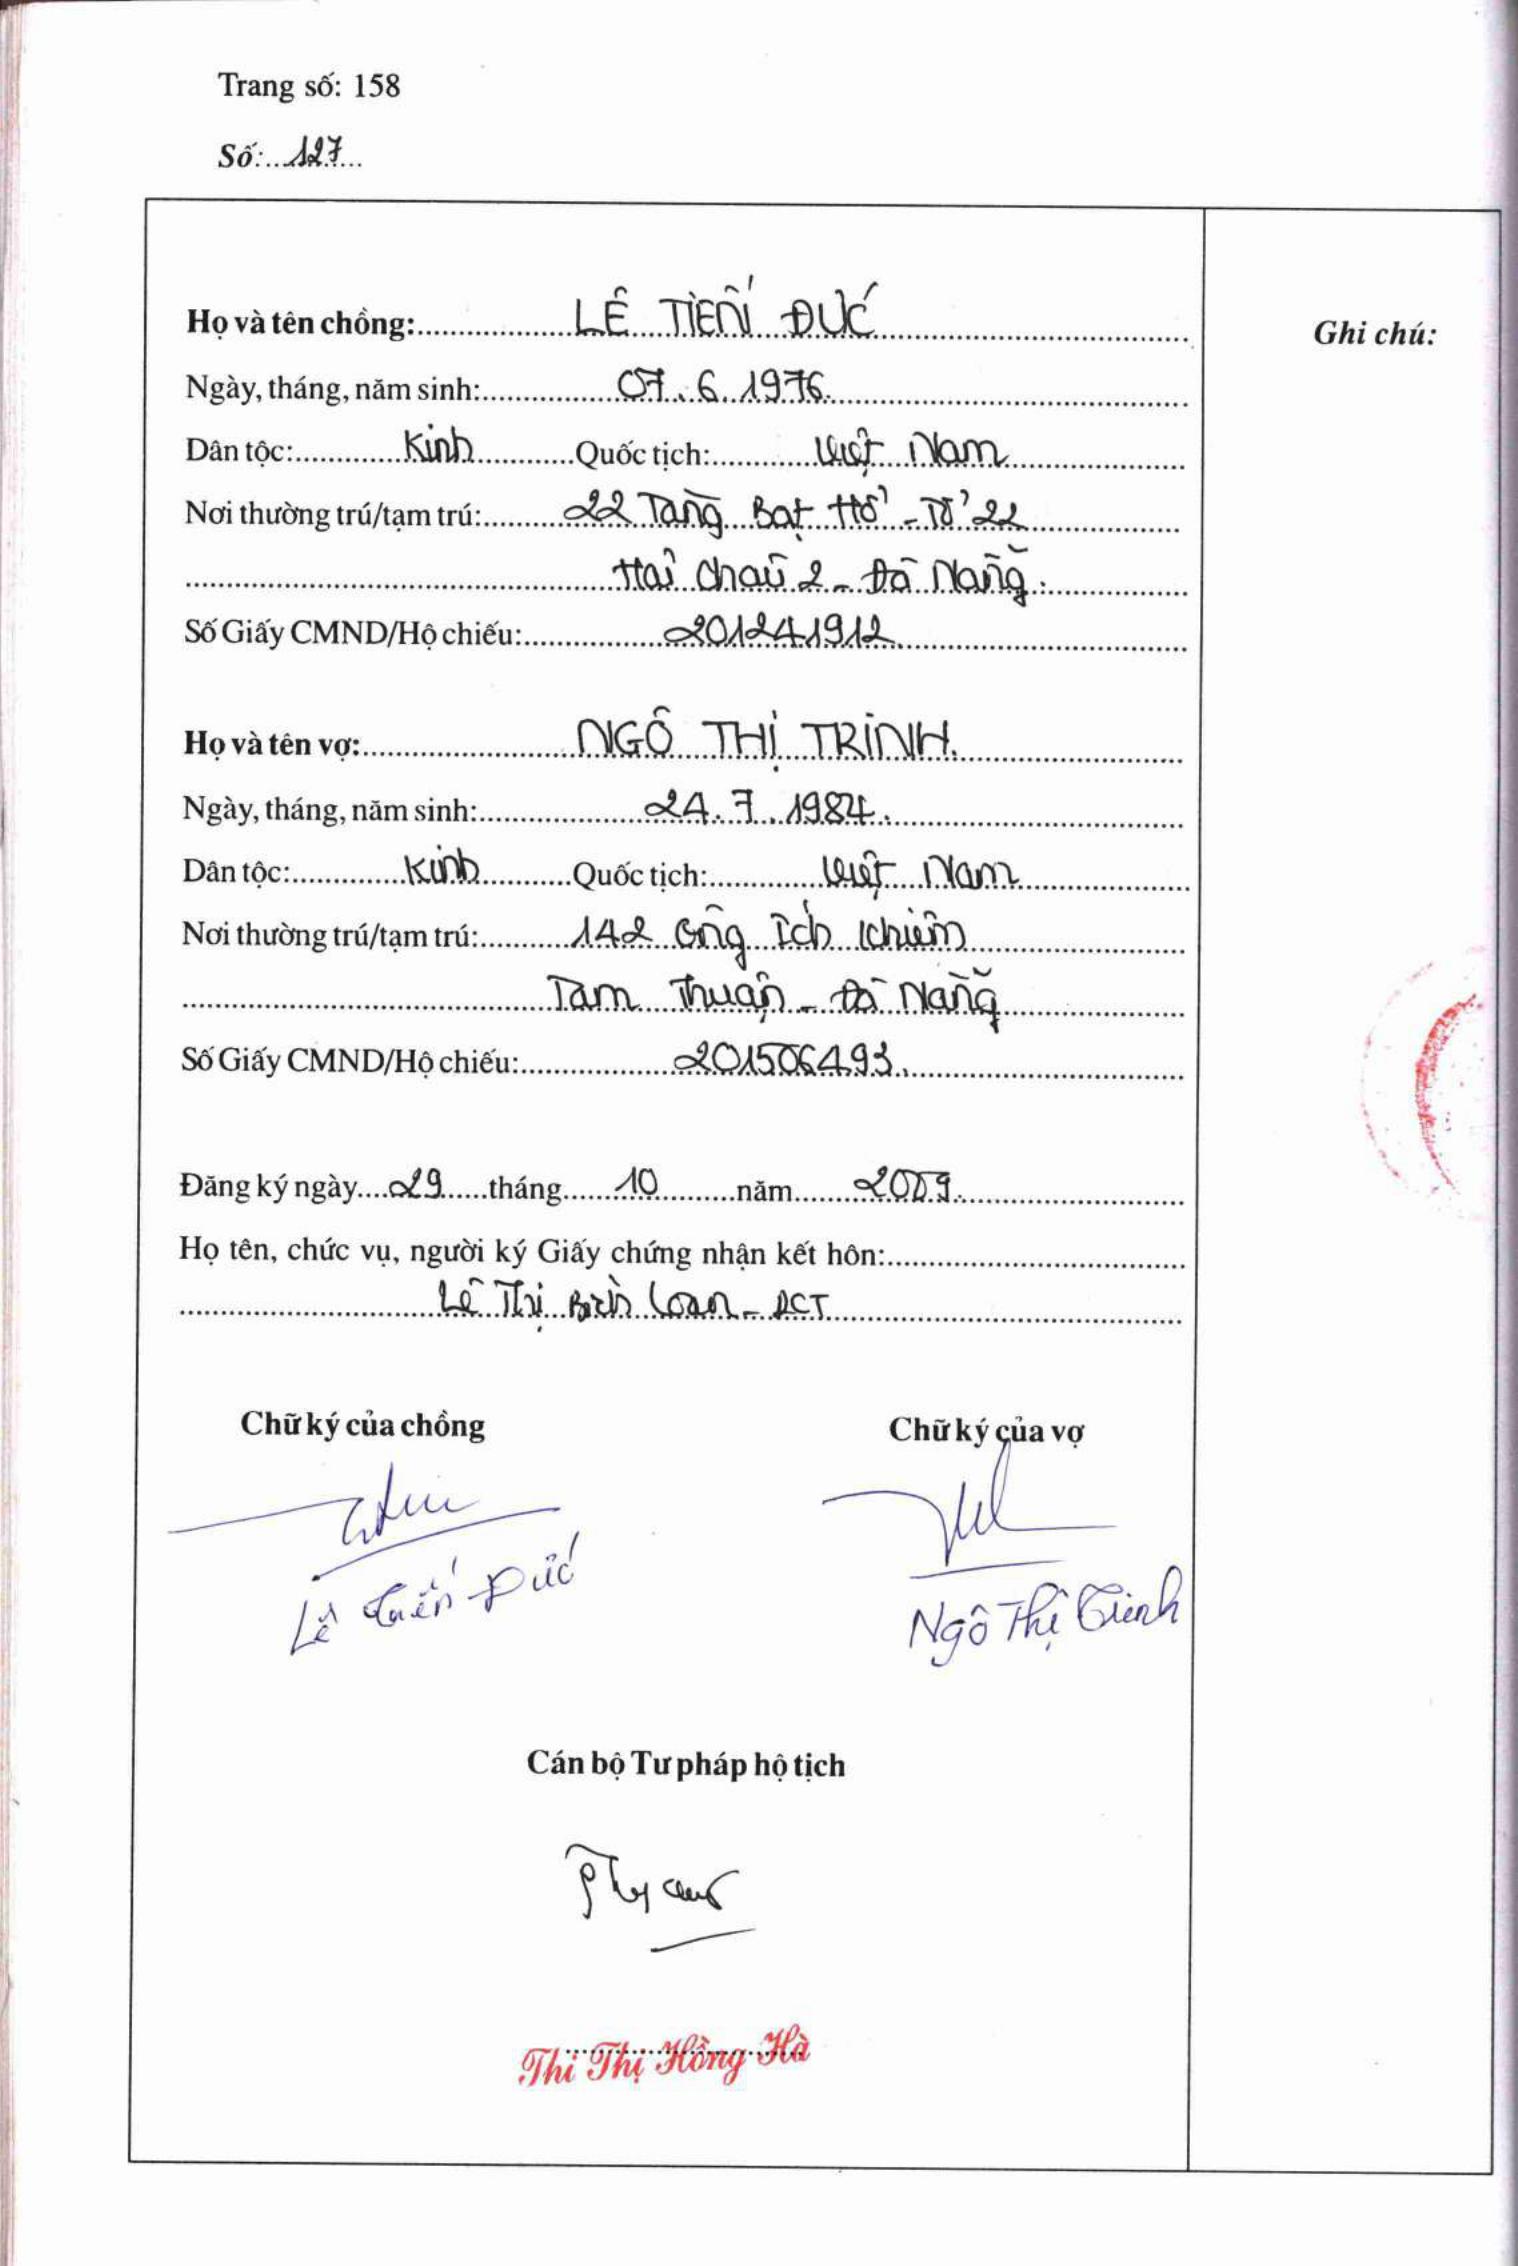 Trang số: 158
Số: 127
Họ và tên chồng: LÊ TIẾN ĐỨC
Ghi chú:
Ngày, tháng, năm sinh: 07.6.1976
Dân tộc: Kinh Quốc tịch: Việt Nam
Nơi thường trú/tạm trú: 22 Tăng Bạt Hổ - Tổ 22
Hải Châu 2 - Đà Nẵng.
Số Giấy CMND/Hộ chiếu: 201241912
Họ và tên vợ: NGÔ THỊ TRINH.
Ngày, tháng, năm sinh: 24.7.1984.
Dân tộc: Kinh Quốc tịch: Việt Nam
Nơi thường trú/tạm trú: 142 Ông Ích Khiêm
Tam Thuận - Đà Nẵng
Số Giấy CMND/Hộ chiếu: 201506493.
Đăng ký ngày 29 tháng 10 năm 2009.
Họ tên, chức vụ, người ký Giấy chứng nhận kết hôn:
Lê Thị Bích Loan - PCT
Chữ ký của chồng Chữ ký của vợ
Lê Tiến Đức Ngô Thị Trinh
Cán bộ Tư pháp hộ tịch
Thi Thị Hồng Hà